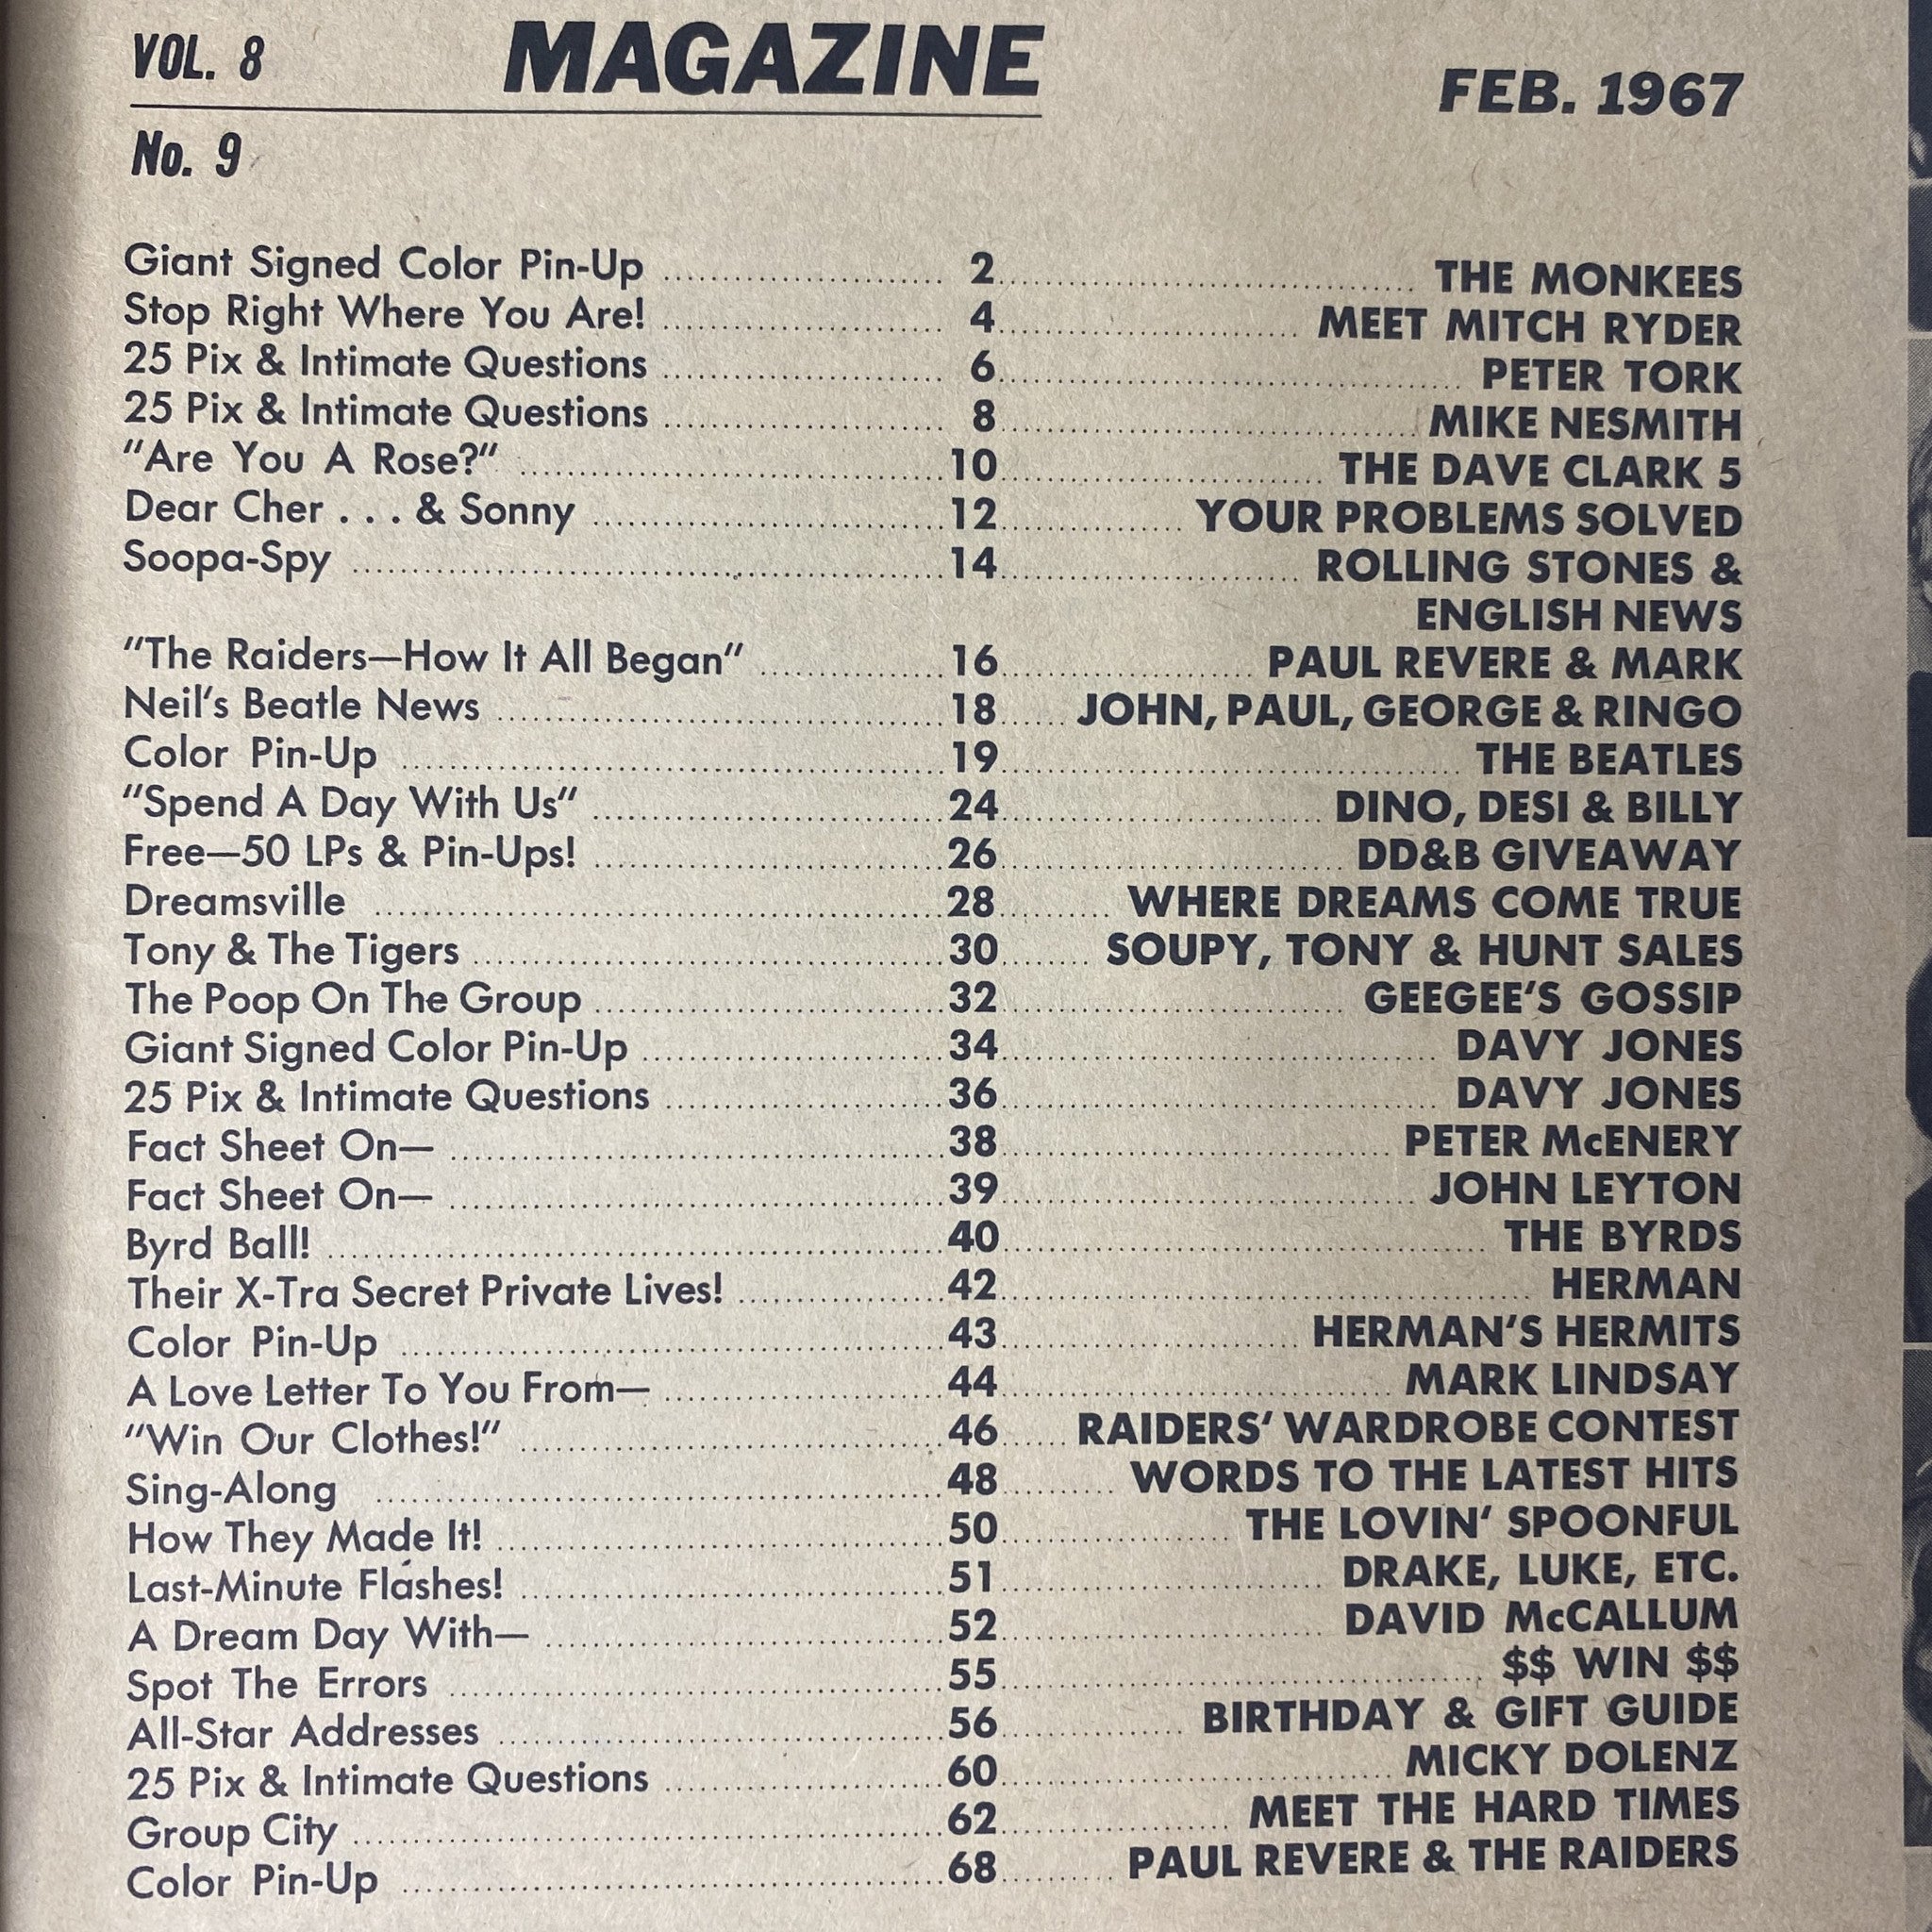 VOL. 8 MAGAZINE FEB. 1967
No. 9
Giant Signed Color Pin-Up 2 THE MONKEES
Stop Right Where You Are! 4 MEET MITCH RYDER
25 Pix & Intimate Questions 6 PETER TORK
25 Pix & Intimate Questions 8 MIKE NESMITH
"Are You A Rose?" 10 THE DAVE CLARK 5
Dear Cher . . . & Sonny 12 YOUR PROBLEMS SOLVED
Soopa-Spy 14 ROLLING STONES &
ENGLISH NEWS
"The Raiders—How It All Began" 16 PAUL REVERE & MARK
Neil's Beatle News 18 JOHN, PAUL, GEORGE & RINGO
Color Pin-Up 19 THE BEATLES
"Spend A Day With Us" 24 DINO, DESI & BILLY
Free—50 LPs & Pin-Ups! 26 DD&B GIVEAWAY
Dreamsville 28 WHERE DREAMS COME TRUE
Tony & The Tigers 30 SOUPY, TONY & HUNT SALES
The Poop On The Group 32 GEEGEE'S GOSSIP
Giant Signed Color Pin-Up 34 DAVY JONES
25 Pix & Intimate Questions 36 DAVY JONES
Fact Sheet On— 38 PETER McENERY
Fact Sheet On— 39 JOHN LEYTON
Byrd Ball! 40 THE BYRDS
Their X-Tra Secret Private Lives! 42 HERMAN
Color Pin-Up 43 HERMAN'S HERMITS
A Love Letter To You From— 44 MARK LINDSAY
"Win Our Clothes!" 46 RAIDERS' WARDROBE CONTEST
Sing-Along 48 WORDS TO THE LATEST HITS
How They Made It! 50 THE LOVIN' SPOONFUL
Last-Minute Flashes! 51 DRAKE, LUKE, ETC.
A Dream Day With— 52 DAVID McCALLUM
Spot The Errors 55 $$ WIN $$
All-Star Addresses 56 BIRTHDAY & GIFT GUIDE
25 Pix & Intimate Questions 60 MICKY DOLENZ
Group City 62 MEET THE HARD TIMES
Color Pin-Up 68 PAUL REVERE & THE RAIDERS